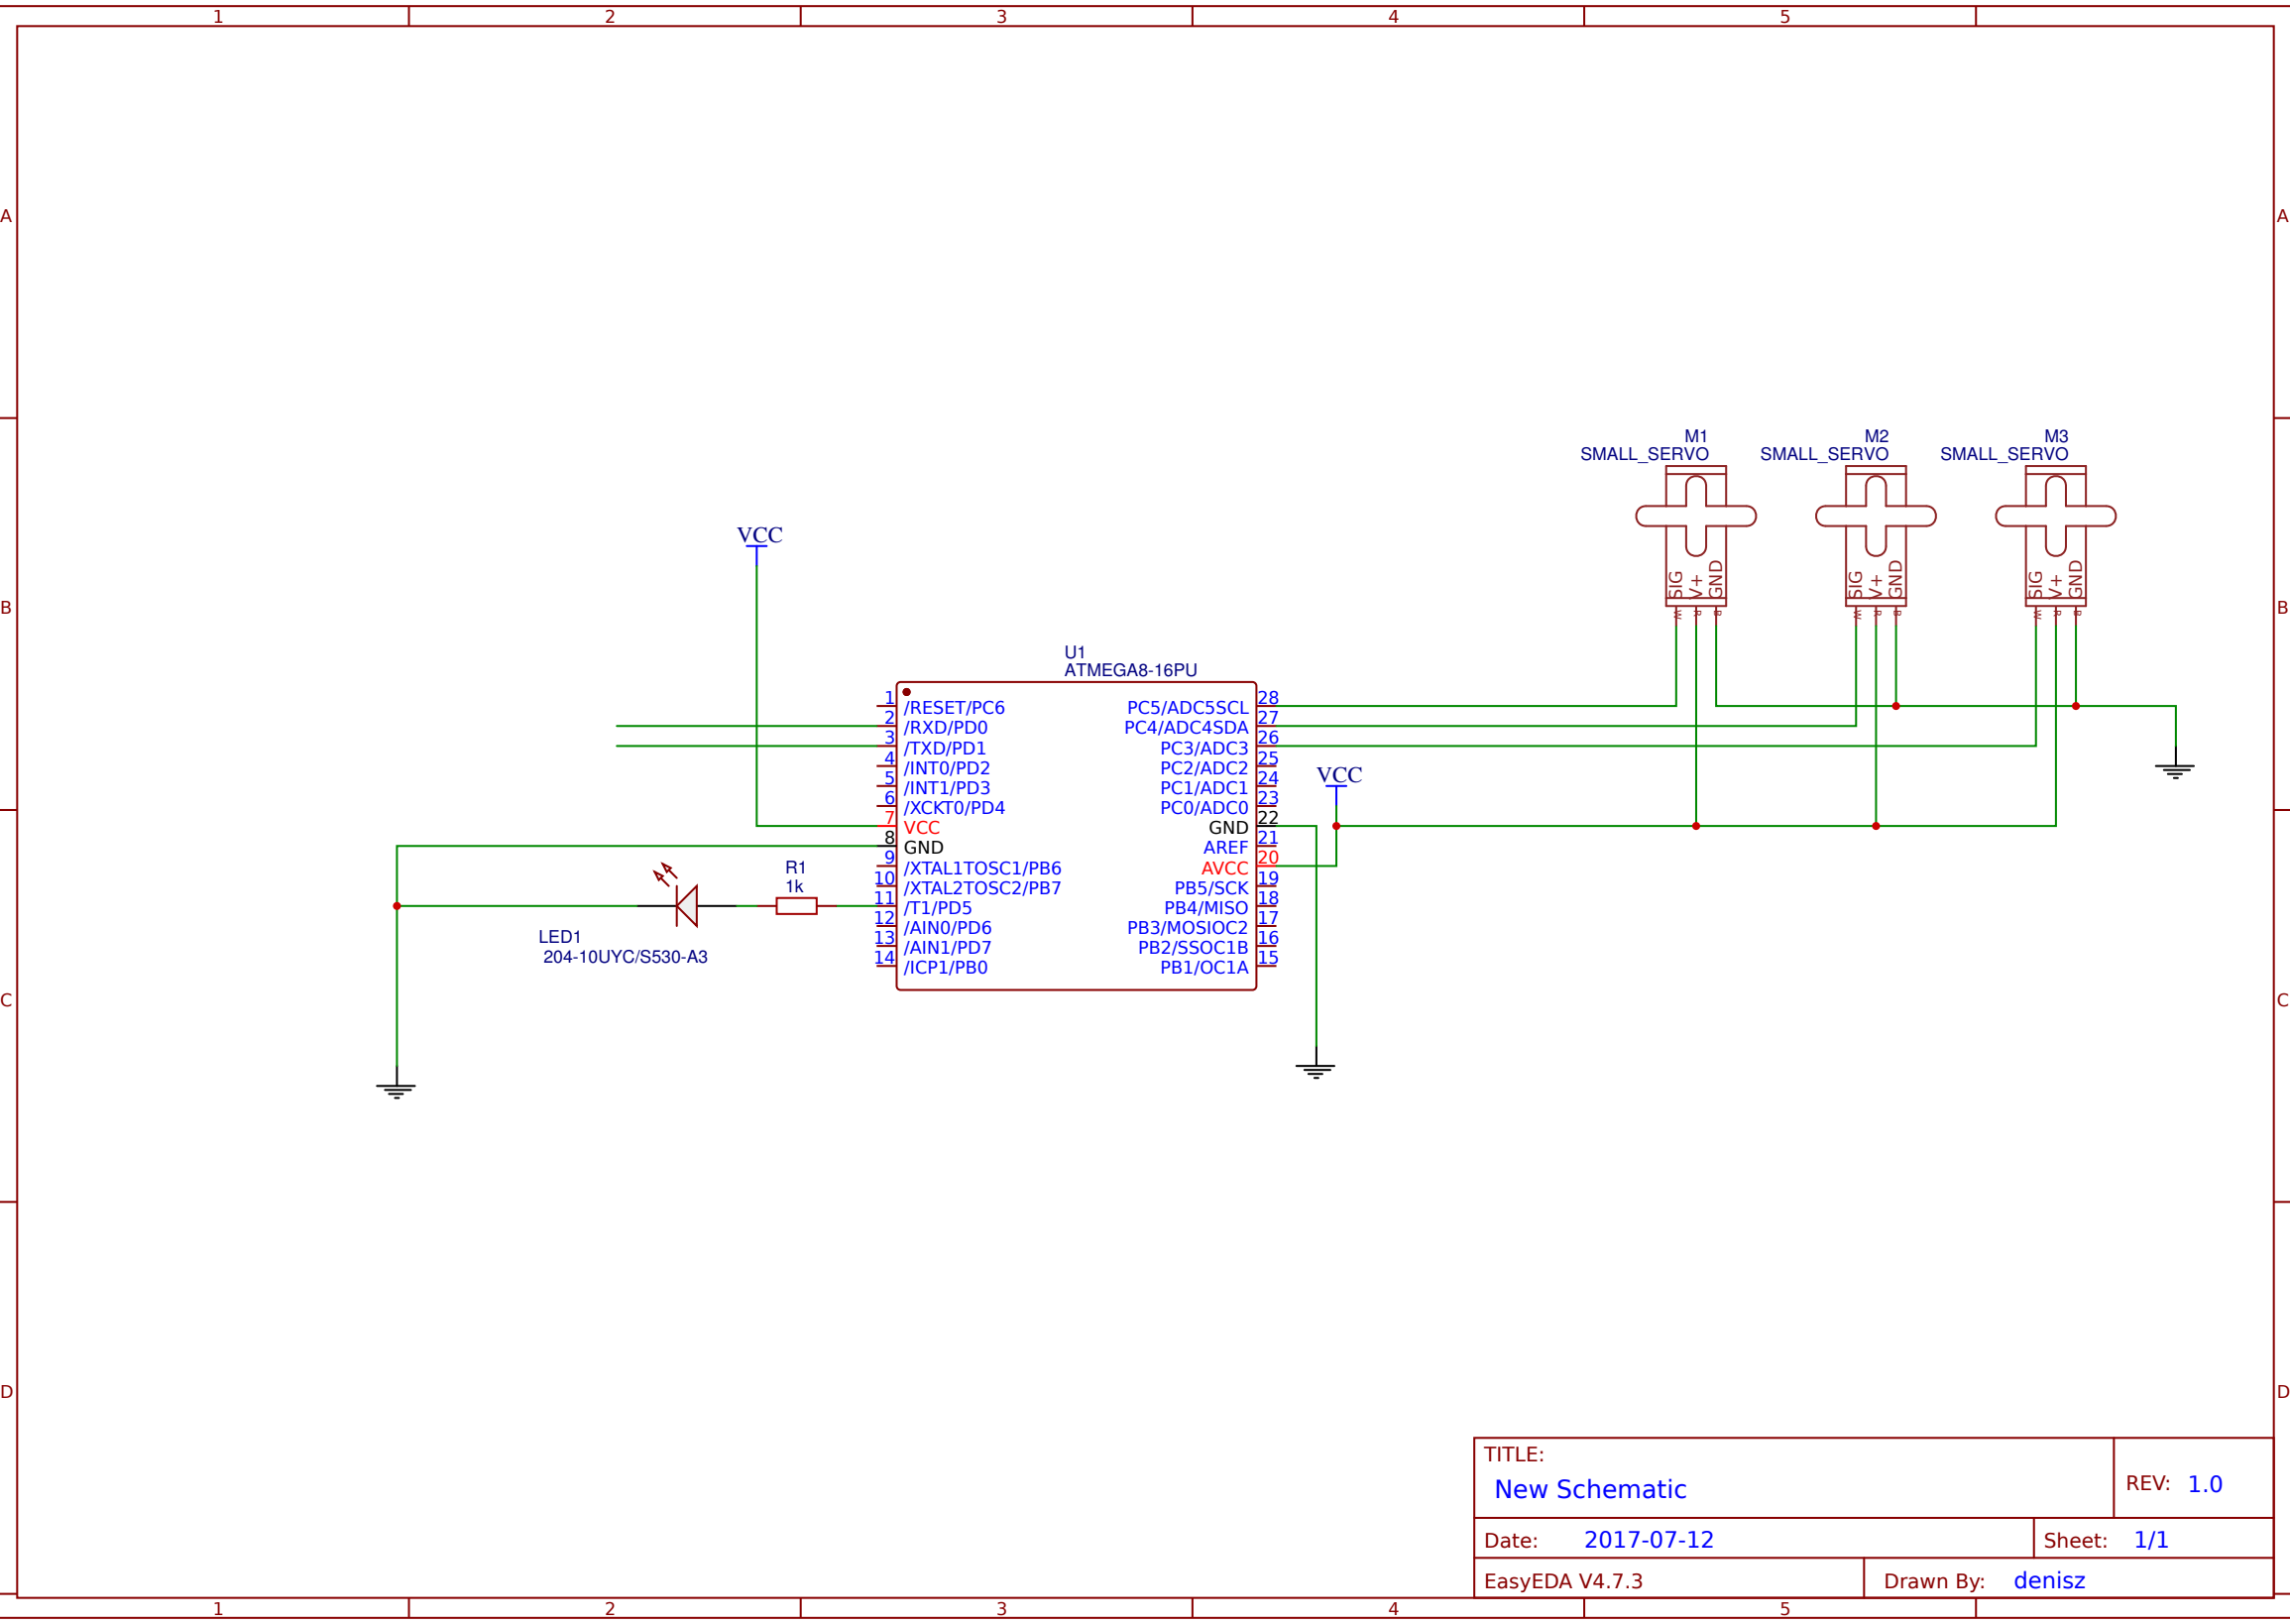 1 2 3 4 5
A A
M1 M2 M3
SMALL_SERVO SMALL_SERVO SMALL_SERVO
VCC
SIG V+ GND SIG V+ GND SIG V+ GND
W R B W R B W R B
B B
U1
ATMEGA8-16PU
1 /RESET/PC6 PC5/ADC5SCL 28
2 /RXD/PD0 PC4/ADC4SDA 27
3 /TXD/PD1 PC3/ADC3 26
4 /INT0/PD2 PC2/ADC2 25
5 /INT1/PD3 PC1/ADC1 24
6 /XCKT0/PD4 PC0/ADC0 23
7 VCC GND 22
8 GND AREF 21
9 /XTAL1TOSC1/PB6 AVCC 20
10 /XTAL2TOSC2/PB7 PB5/SCK 19
11 /T1/PD5 PB4/MISO 18
12 /AIN0/PD6 PB3/MOSIOC2 17
13 /AIN1/PD7 PB2/SSOC1B 16
14 /ICP1/PB0 PB1/OC1A 15
VCC
R1
1k
LED1
204-10UYC/S530-A3
C C
D D
TITLE:
New Schematic
REV: 1.0
Date: 2017-07-12
Sheet: 1/1
EasyEDA V4.7.3
Drawn By: denisz
1 2 3 4 5